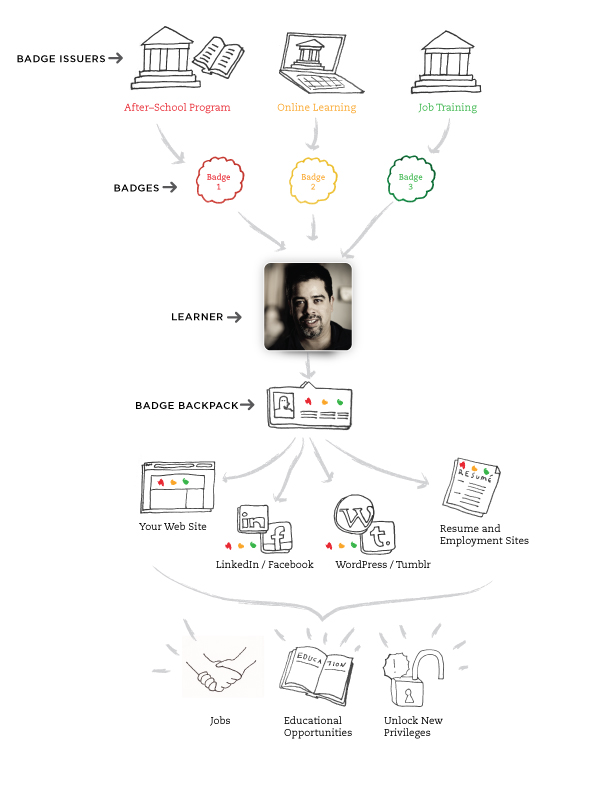 BADGE ISSUERS
After–School Program
Online Learning
Job Training
BADGES
Badge
1
Badge
2
Badge
3
LEARNER
BADGE BACKPACK
RESUMÉ
Your Web Site
in
f
W
t.
Resume and
Employment Sites
LinkedIn / Facebook
WordPress / Tumblr
EDUCATION
1
Jobs
Educational
Opportunities
Unlock New
Privileges